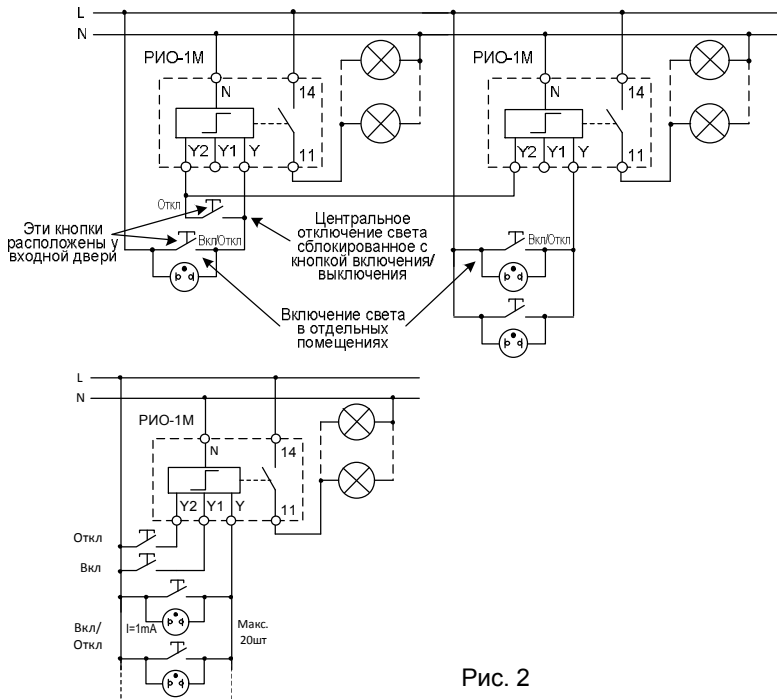 L
N
РИО-1М
РИО-1М
N
14
N
14
Y2 Y1 Y
11
Y2 Y1 Y
11
Откл
Эти кнопки
расположены у
входной двери
Вкл/Откл
Центральное
отключение света
сблокированное с
кнопкой включения/
выключения
Вкл/Откл
Включение света
в отдельных
помещениях
L
N
РИО-1М
N
14
Y2 Y1 Y
11
Откл
Вкл
Вкл/
Откл
I=1mA
Макс.
20шт
Рис. 2